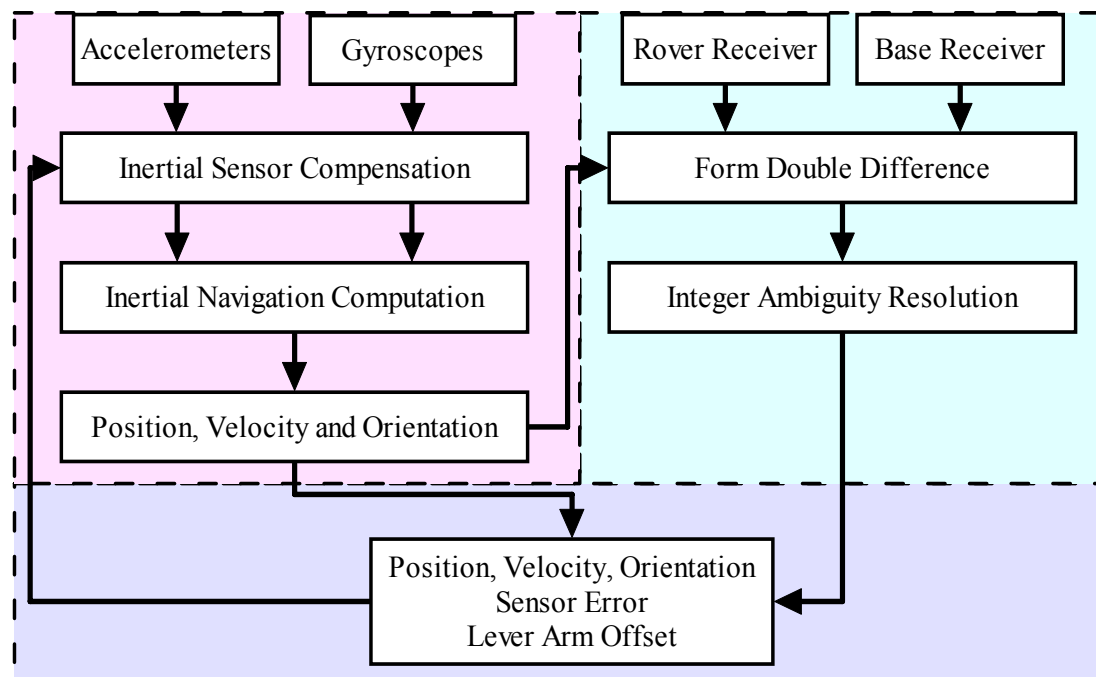 Accelerometers
Gyroscopes
Rover Receiver
Base Receiver
Inertial Sensor Compensation
Form Double Difference
Inertial Navigation Computation
Integer Ambiguity Resolution
Position, Velocity and Orientation
Position, Velocity, Orientation
Sensor Error
Lever Arm Offset